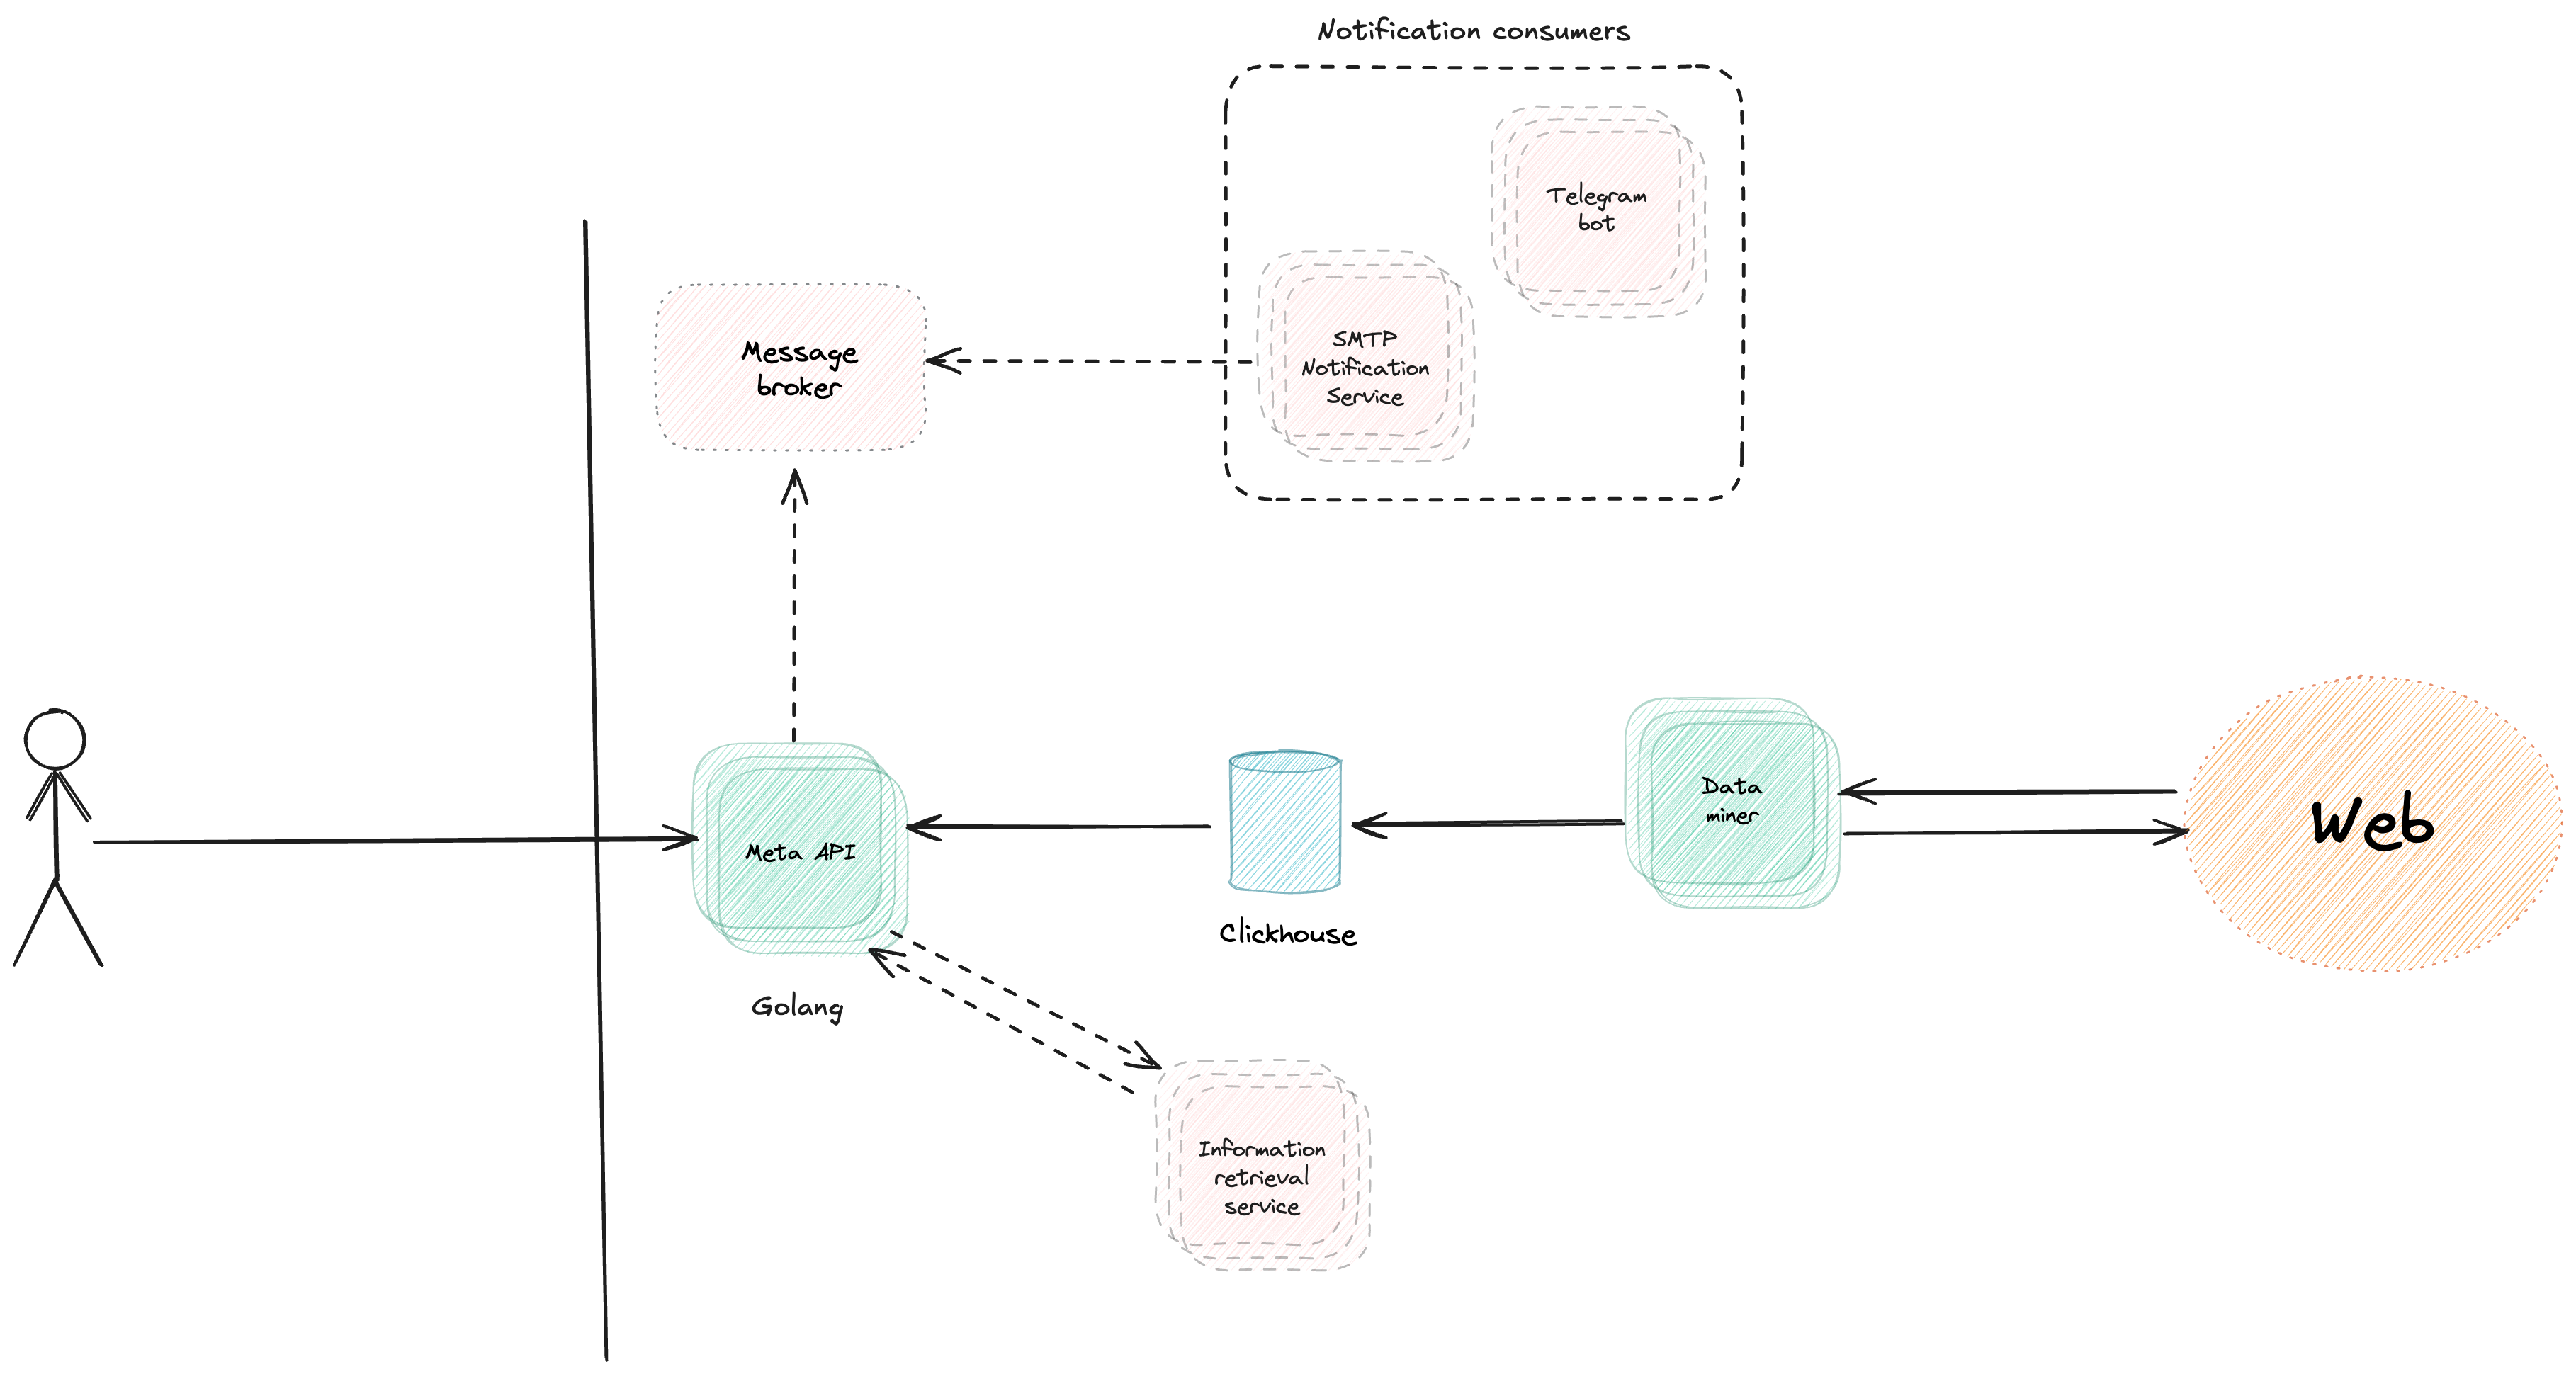 Notification consumers
Telegram
bot
SMTP
Notification
Service
Message
broker
Meta API
Golang
Clickhouse
Data
miner
Web
Information
retrieval
service